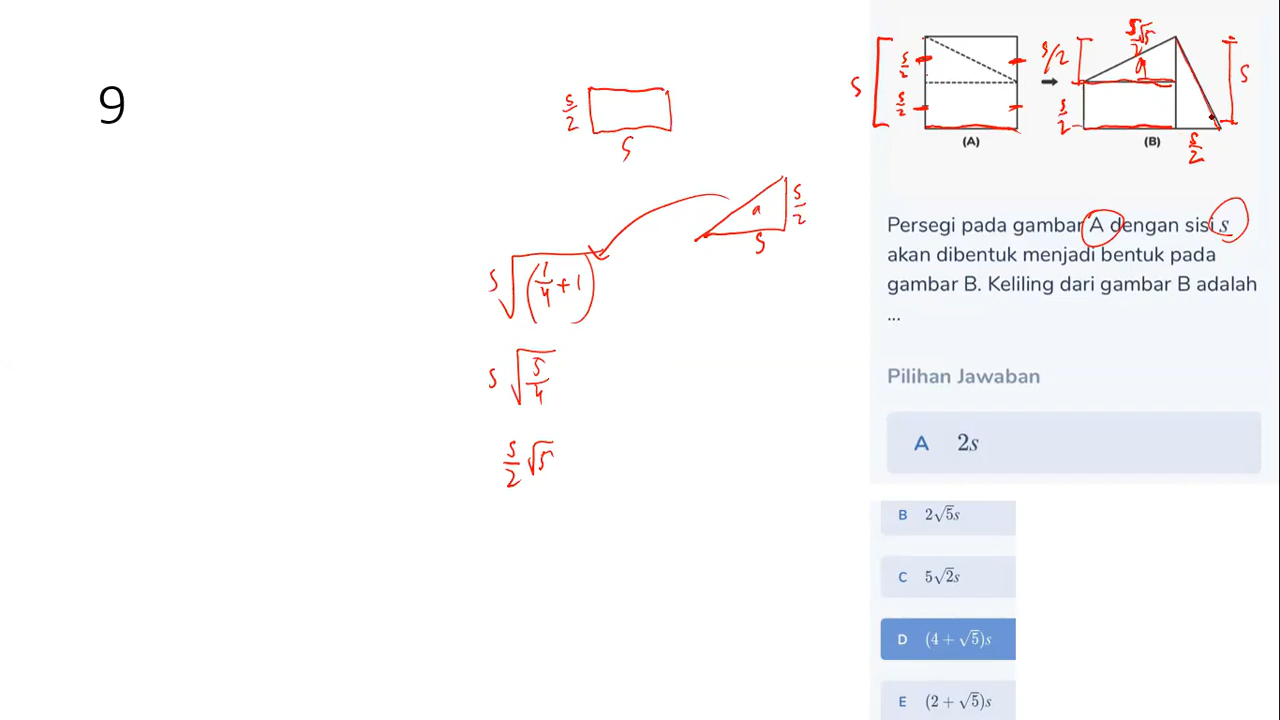 9
s/2
s
s/2
s
a
s√(1/4+1)
s√5/4
s/2 √5
s
s/2
s/2
s/2
s/2
s√5/2
a
s
s/2
(A)
(B)
Persegi pada gambar A dengan sisi s
akan dibentuk menjadi bentuk pada
gambar B. Keliling dari gambar B adalah
...
Pilihan Jawaban
A 2s
B 2√5s
C 5√2s
D (4 + √5)s
E (2 + √5)s